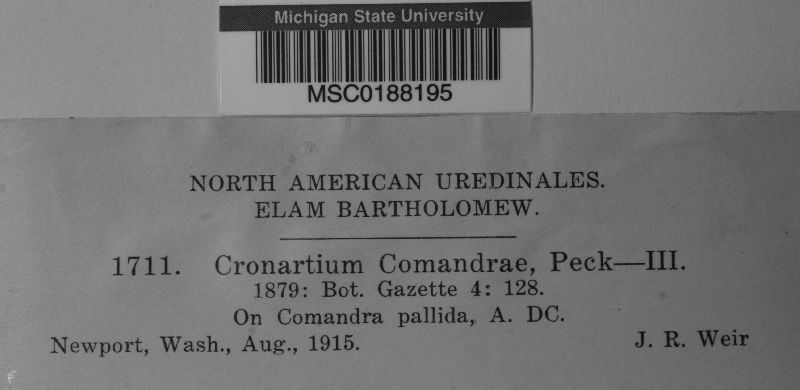 Michigan State University
MSC0188195
NORTH AMERICAN UREDINALES.
ELAM BARTHOLOMEW.
1711. Cronartium Comandrae, Peck—III.
1879: Bot. Gazette 4: 128.
On Comandra pallida, A. DC.
Newport, Wash., Aug., 1915. J. R. Weir